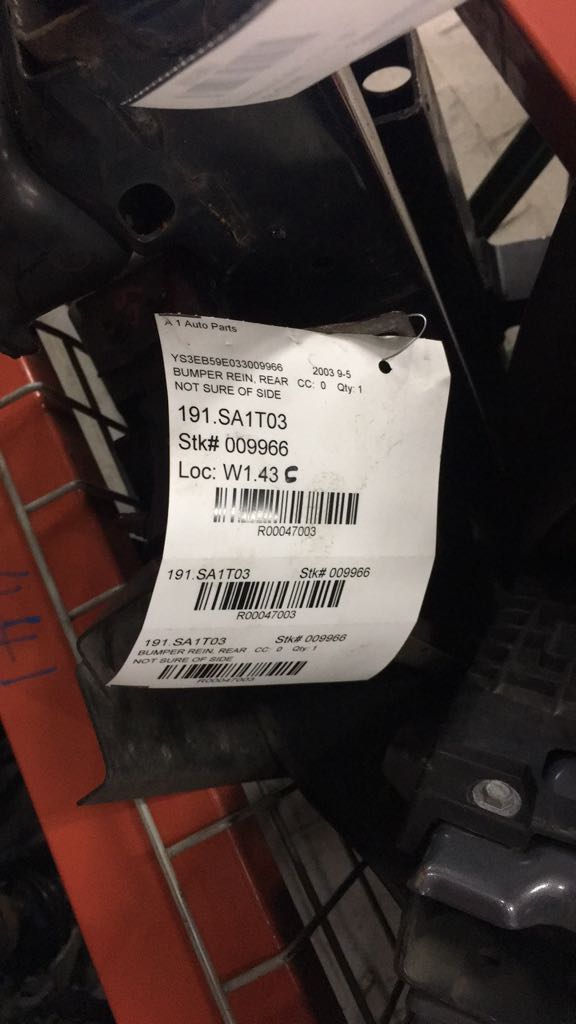 A 1 Auto Parts
YS3EB59E033009966 2003 9-5
BUMPER REIN, REAR CC: 0 Qty: 1
NOT SURE OF SIDE
191.SA1T03
Stk# 009966
Loc: W1.43 C
R00047003
191.SA1T03 Stk# 009966
R00047003
191.SA1T03 Stk# 009966
BUMPER REIN, REAR CC: 0 Qty: 1
NOT SURE OF SIDE
R00047003